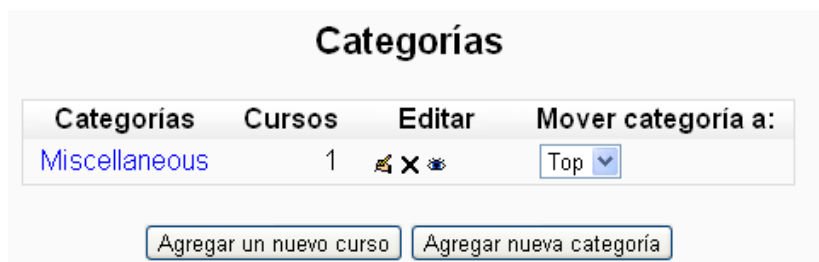 Categorías
Categorías Cursos Editar Mover categoría a:
Miscellaneous 1 Top
Agregar un nuevo curso Agregar nueva categoría